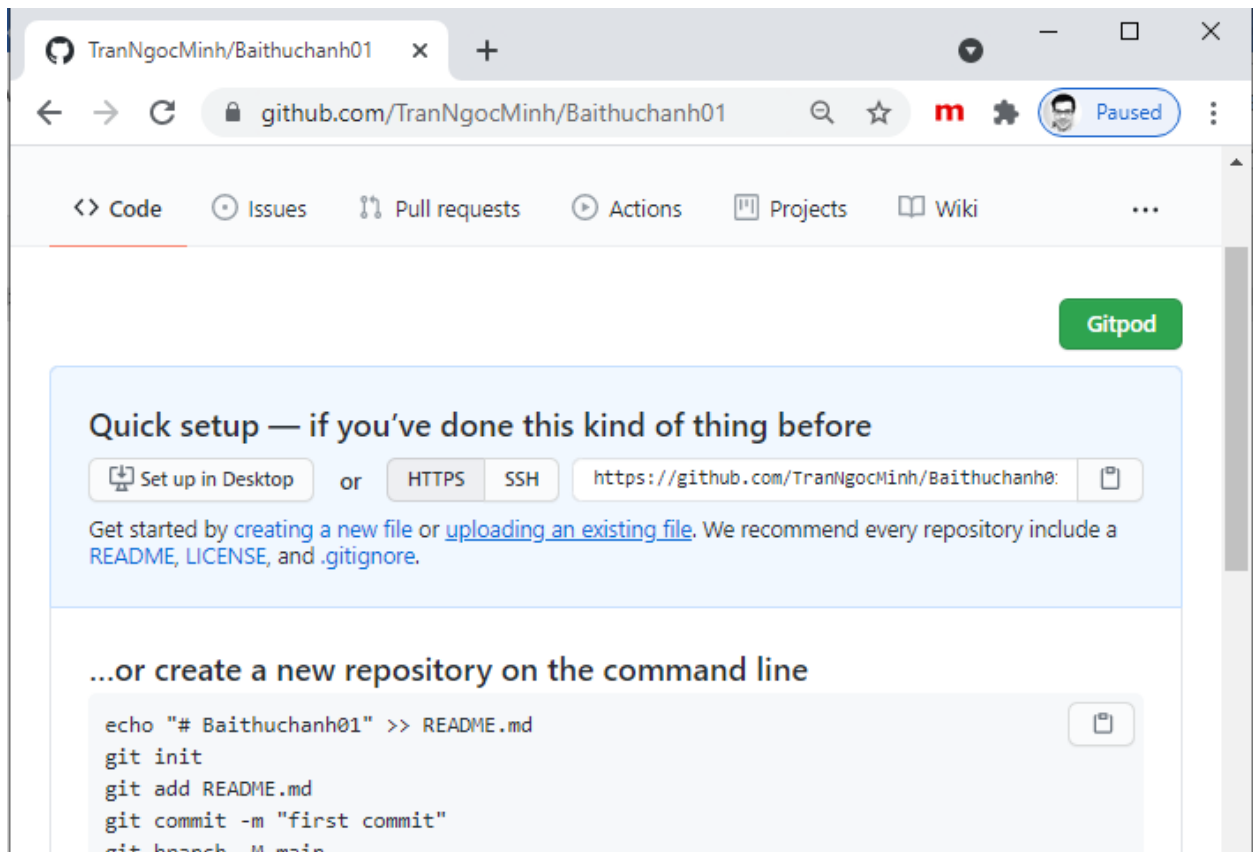 TranNgocMinh/Baithuchanh01
github.com/TranNgocMinh/Baithuchanh01
m
Paused
<> Code
Issues
Pull requests
Actions
Projects
Wiki
...
Gitpod
Quick setup — if you've done this kind of thing before
Set up in Desktop or HTTPS SSH https://github.com/TranNgocMinh/Baithuchanh0
Get started by creating a new file or uploading an existing file. We recommend every repository include a
README, LICENSE, and .gitignore.
...or create a new repository on the command line
echo "# Baithuchanh01" >> README.md
git init
git add README.md
git commit -m "first commit"
git branch -M main